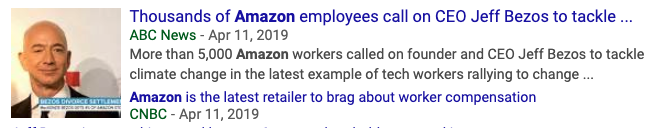 Thousands of Amazon employees call on CEO Jeff Bezos to tackle ...
ABC News - Apr 11, 2019
More than 5,000 Amazon workers called on founder and CEO Jeff Bezos to tackle
climate change in the latest example of tech workers rallying to change ...
BEZOS DIVORCE SETTLEMEN
Amazon is the latest retailer to brag about worker compensation
CNBC - Apr 11, 2019